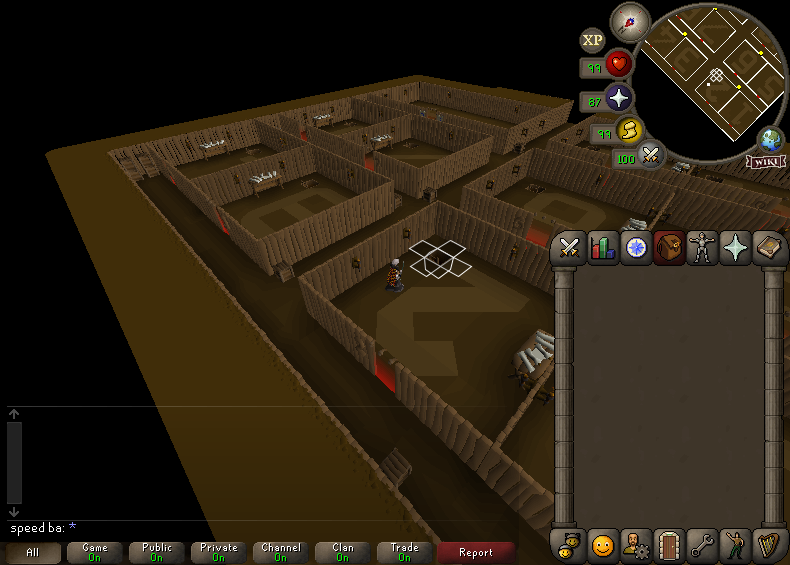 XP
99
87
99
100
WIKI
speed ba: *
All
Game
On
Public
On
Private
On
Channel
On
Clan
On
Trade
On
Report